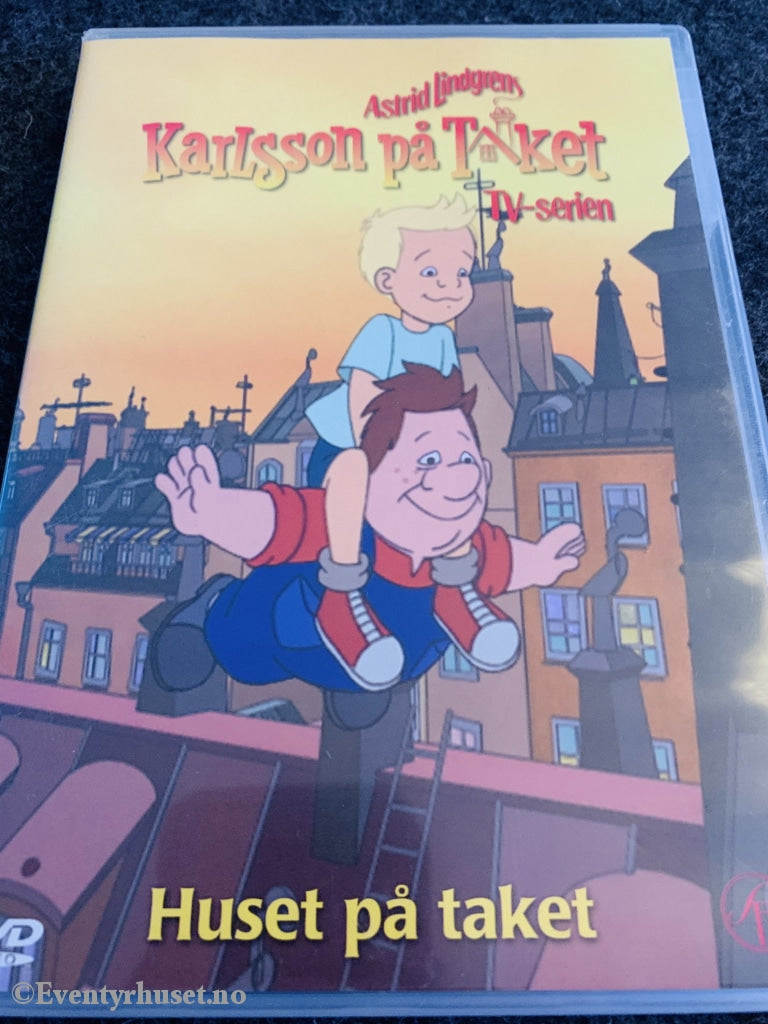 Astrid Lindgrens
Karlsson på Taket
TV-serien
Huset på taket
©Eventyrhuset.no